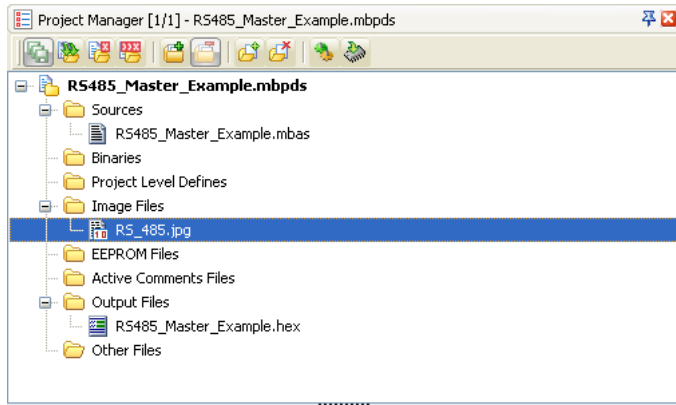 Project Manager [1/1] - RS485_Master_Example.mbpds
RS485_Master_Example.mbpds
Sources
RS485_Master_Example.mbas
Binaries
Project Level Defines
Image Files
RS_485.jpg
EEPROM Files
Active Comments Files
Output Files
RS485_Master_Example.hex
Other Files